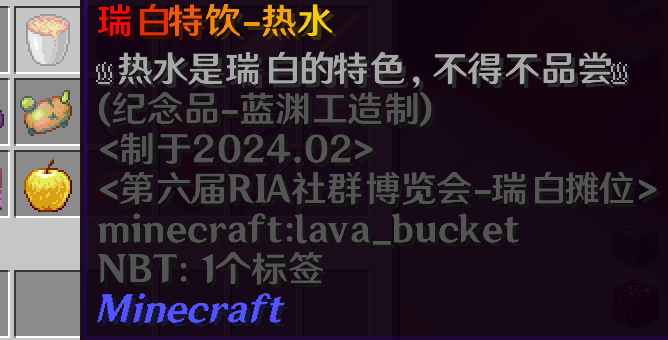 瑞白特饮-热水
♨热水是瑞白的特色，不得不品尝♨
(纪念品-蓝渊工造制)
<制于2024.02>
<第六届RIA社群博览会-瑞白摊位>
minecraft:lava_bucket
NBT: 1个标签
Minecraft